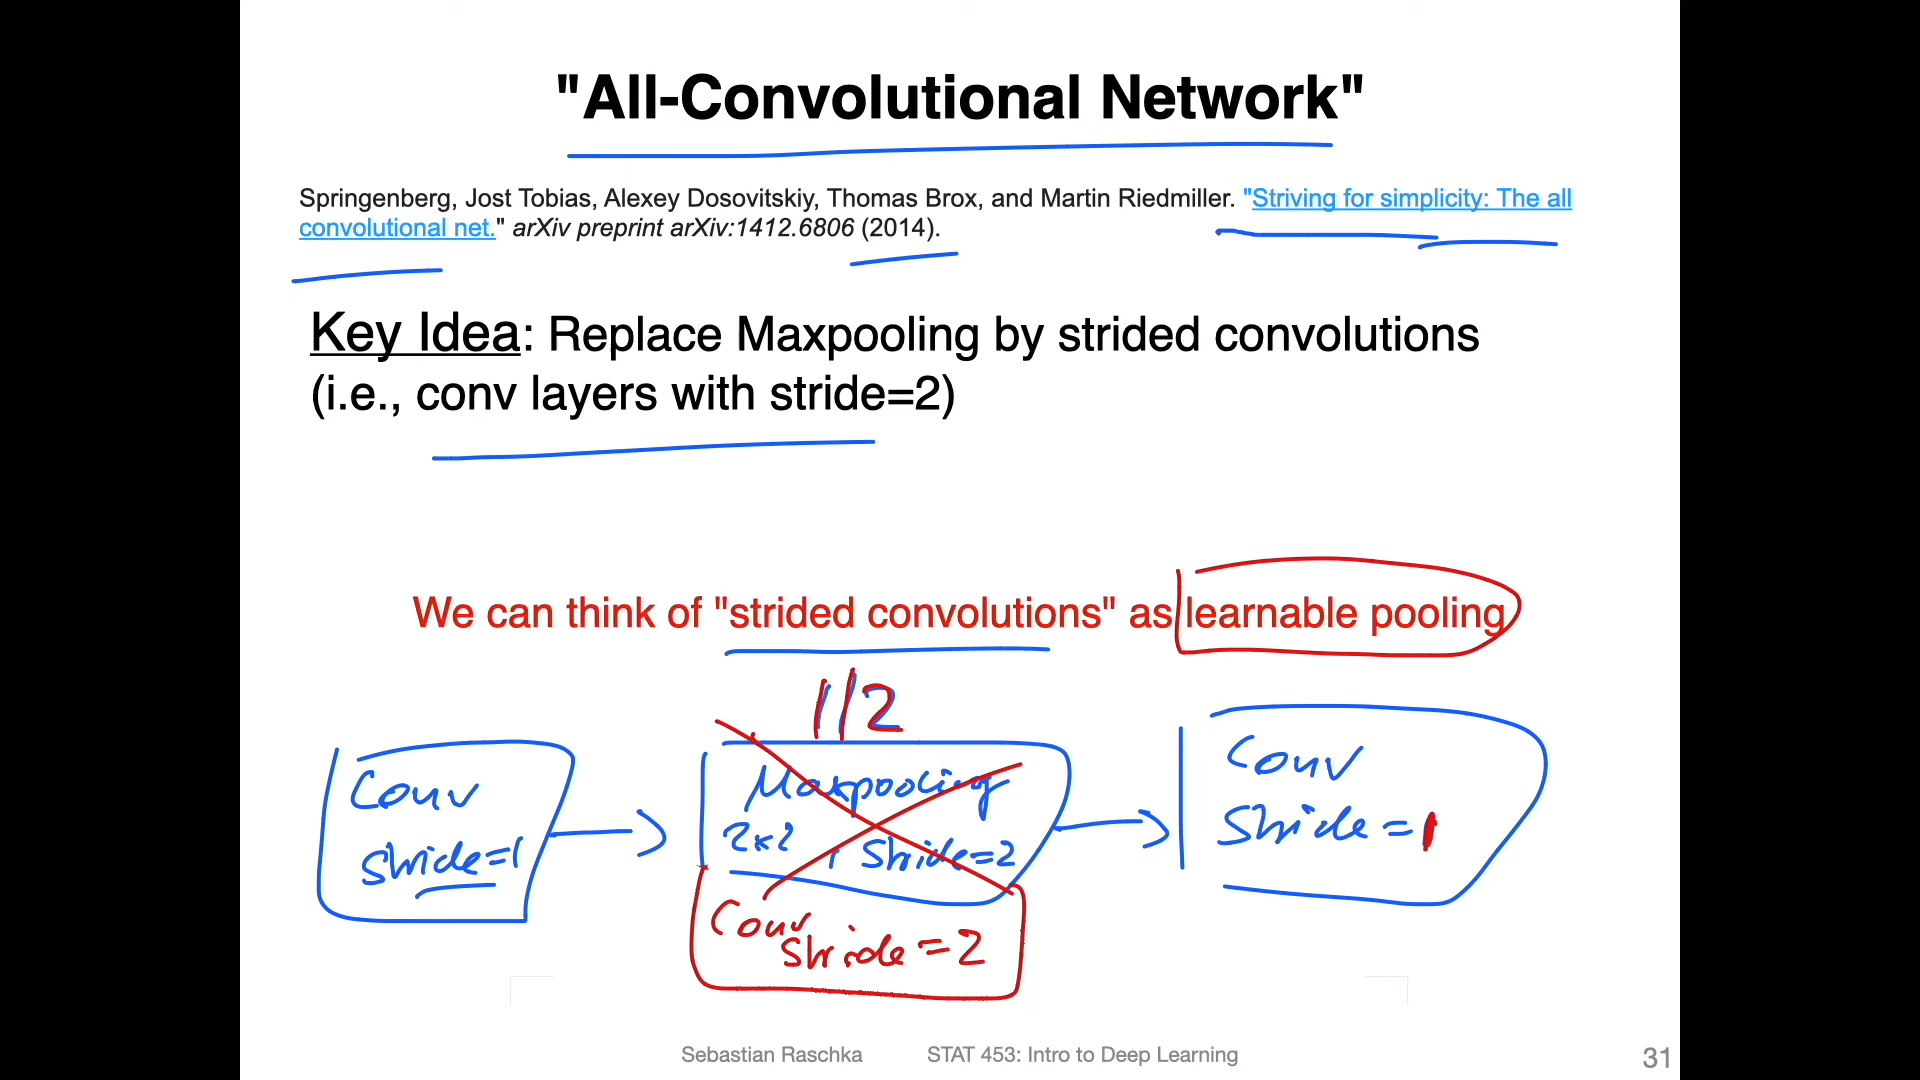 "All-Convolutional Network"
Springenberg, Jost Tobias, Alexey Dosovitskiy, Thomas Brox, and Martin Riedmiller. "Striving for simplicity: The all
convolutional net." arXiv preprint arXiv:1412.6806 (2014).
Key Idea: Replace Maxpooling by strided convolutions
(i.e., conv layers with stride=2)
We can think of "strided convolutions" as learnable pooling
1/2
Conv
stride=1
Maxpooling
2x2 , stride=2
Conv
stride=2
Conv
stride=1
Sebastian Raschka STAT 453: Intro to Deep Learning 31